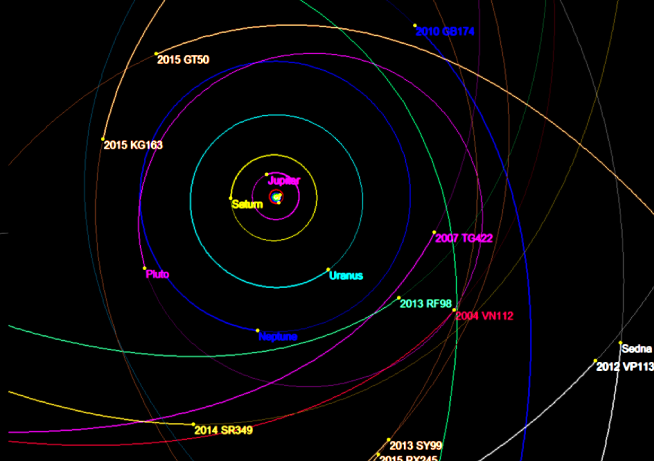 2010 GB174
2015 GT50
2015 KG163
Jupiter
Saturn
2007 TG422
Pluto
Uranus
2013 RF98
2004 VN112
Neptune
Sedna
2012 VP113
2014 SR349
2013 SY99
2015 RX245